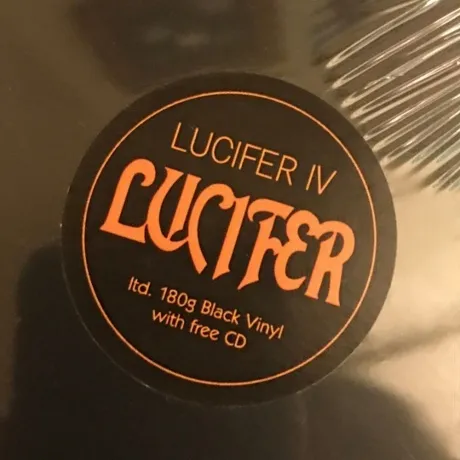 LUCIFER IV
LUCIFER
ltd. 180g Black Vinyl
with free CD